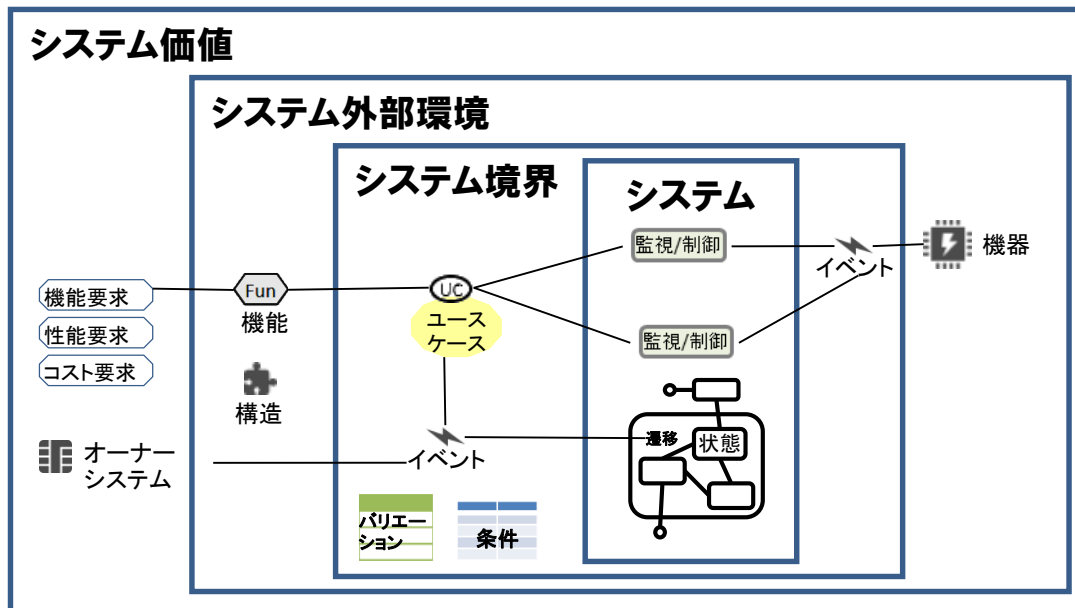 システム価値
システム外部環境
システム境界
システム
監視/制御
イベント
機器
機能要求
性能要求
コスト要求
Fun
機能
UC
ユース
ケース
監視/制御
構造
オーナー
システム
イベント
遷移
状態
バリエー
ション
条件